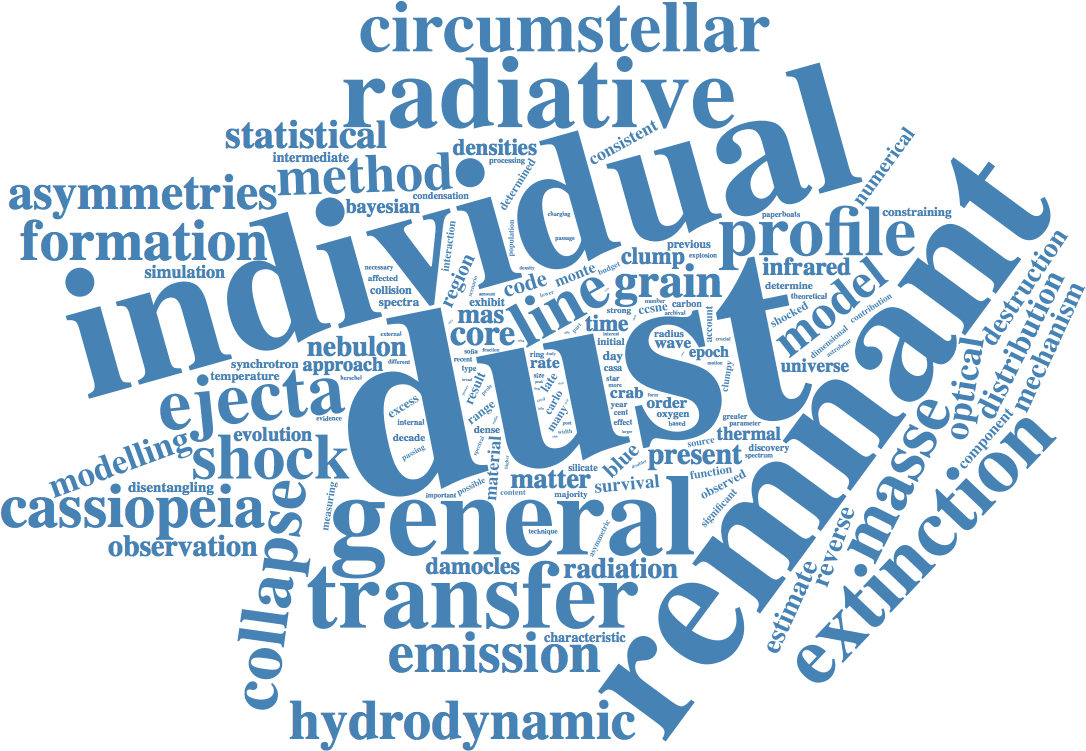 circumstellar
radiative
statistical
intermediate
densities
processing
consistent
method
condensation
determined
asymmetries
bayesian
individual
numerical
formation
simulation
interaction
population
charging
passage
paperboats
constraining
profile
remnant
necessary
affected
collision
spectra
region
density
previous
explosion
clump
infrared
determine
theoretical
model
destruction
exhibit
code
monte
budget
grain
mas
core
line
strong
number
carbon
archival
ccsne
account
shocked
dimensional
contribution
astrobear
distribution
mechanism
external
nebulon
synchrotron
approach
different
temperature
herschel
sofia
fraction
recent
type
ring
rate
time
initial
radius
wave
crucial
epoch
motion
clumpy
universe
optical
ejecta
evidence
excess
internal
result
range
size
late
carlo
many
day
casa
star
more
crab
year
cent
effect
larger
order
oxygen
based
form
greater
parameter
dust
evolution
decade
passing
dense
spectral
post
width
modelling
shock
disentangling
material
possible
important
higher
content
silicate
matter
majority
blue
survival
present
source
thermal
discovery
spectrum
function
observed
significant
component
masse
cassiopeia
observation
measuring
collapse
general
technique
asymmetric
damocles
radiation
reverse
estimate
extinction
transfer
characteristic
emission
hydrodynamic